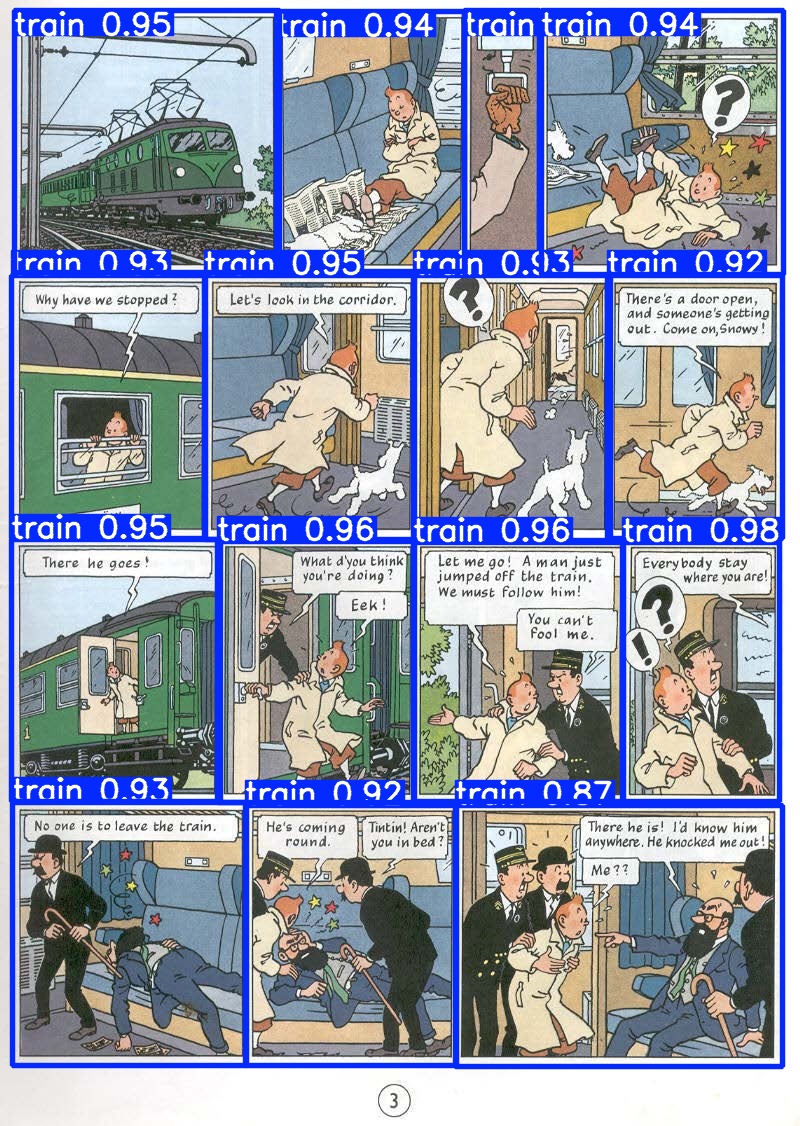 train 0.95
train 0.94
train
train 0.94
?
train 0.93
train 0.95
train 0.93
train 0.92
Why have we stopped?
Let's look in the corridor.
?
There's a door open,
and someone's getting
out. Come on, Snowy!
train 0.95
train 0.96
train 0.96
train 0.98
There he goes!
1
What d'you think
you're doing?
Eek!
Let me go! A man just
jumped off the train.
We must follow him!
You can't
fool me.
Everybody stay
where you are!
?
!
train 0.93
train 0.92
train 0.87
No one is to leave the train.
He's coming
round.
Tintin! Aren't
you in bed?
There he is! I'd know him
anywhere. He knocked me out!
Me??
3